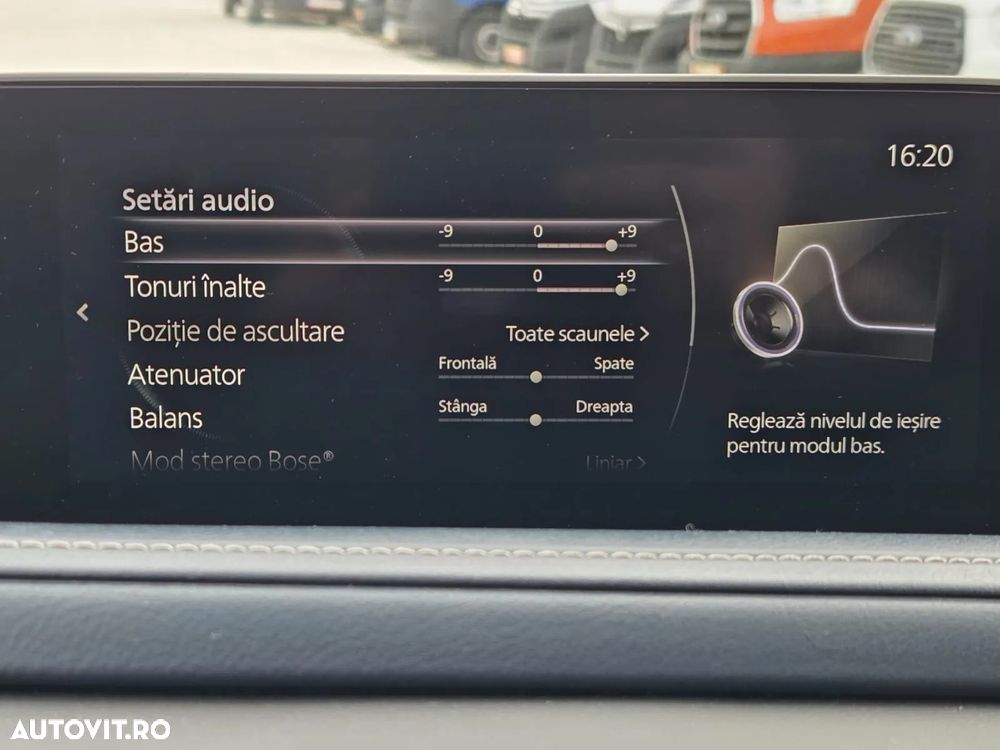 16:20
Setări audio
Bas -9 0 +9
Tonuri înalte -9 0 +9
Poziție de ascultare Toate scaunele >
Atenuator Frontală Spate
Balans Stânga Dreapta
Mod stereo Bose® Liniar >
Reglează nivelul de ieșire
pentru modul bas.
AUTOVIT.RO